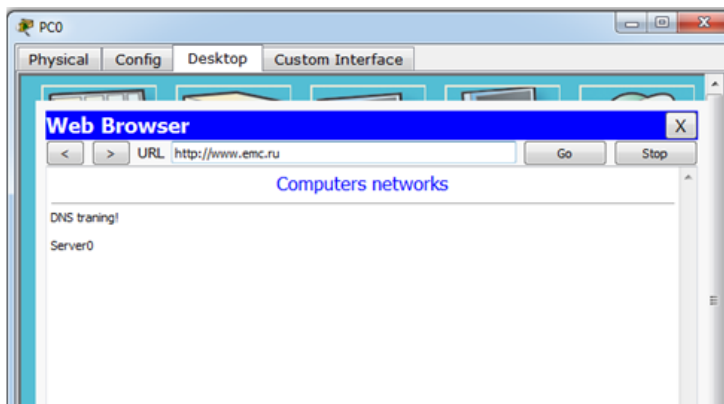 PC0
Physical Config Desktop Custom Interface
Web Browser X
< > URL http://www.emc.ru Go Stop
Computers networks
DNS traning!
Server0